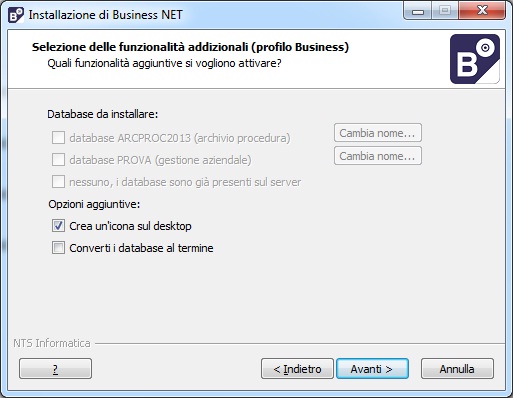 Installazione di Business NET
Selezione delle funzionalità addizionali (profilo Business)
Quali funzionalità aggiuntive si vogliono attivare?
B
Database da installare:
database ARCPROC2013 (archivio procedura)
Cambia nome...
database PROVA (gestione aziendale)
Cambia nome...
nessuno, i database sono già presenti sul server
Opzioni aggiuntive:
Crea un'icona sul desktop
Converti i database al termine
NTS Informatica
?
< Indietro
Avanti >
Annulla